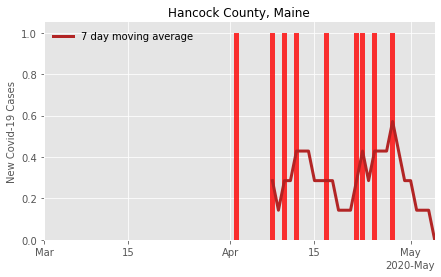 Hancock County, Maine
7 day moving average
New Covid-19 Cases
1.0
0.8
0.6
0.4
0.2
0.0
Mar
15
Apr
15
May
2020-May